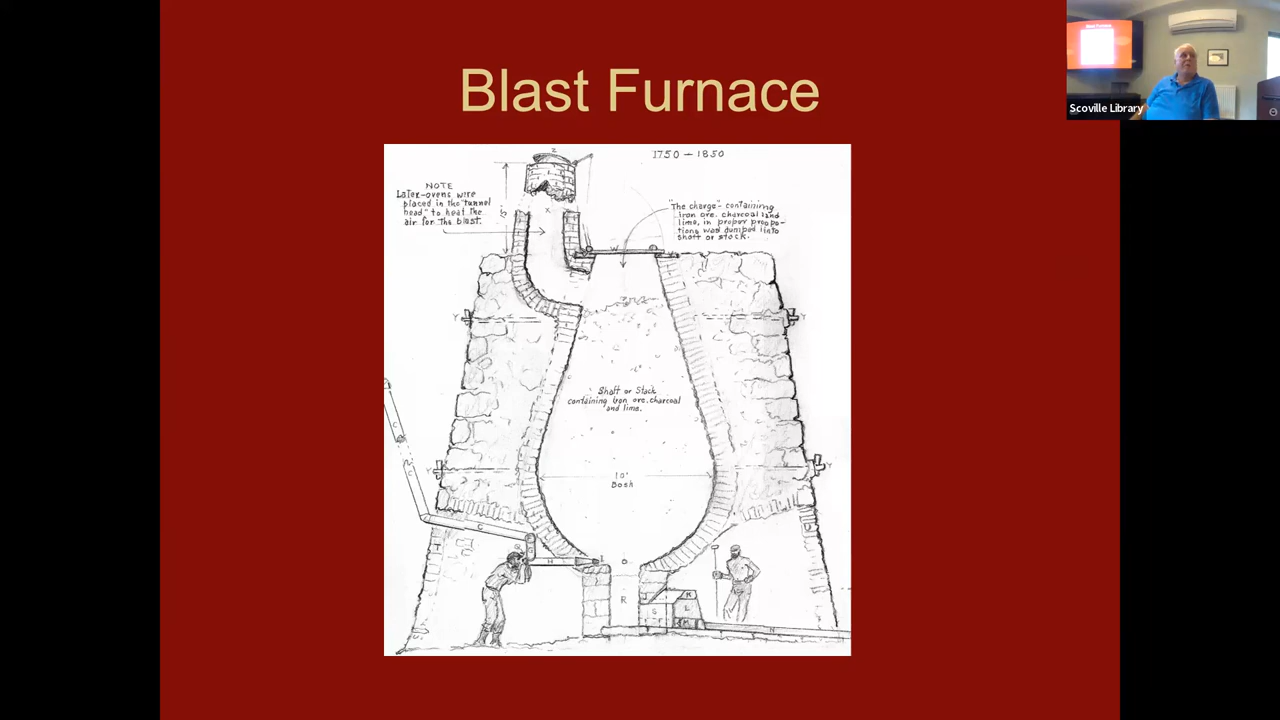 Blast Furnace
Scoville Library
1750 — 1850
NOTE
Later-ovens were
placed in the "tunnel
head" to heat the
air for the blast.
"The charge" - containing
iron ore, charcoal and
lime, in proper propor-
tions was dumped into
shaft or stock.
Z
X
W
Y
Y
Shaft or Stack
containing iron ore, charcoal
and lime.
Y
Y
10'
Bosh
C
C
C
G
H
I
O
R
J
K
S
L
T
M
N